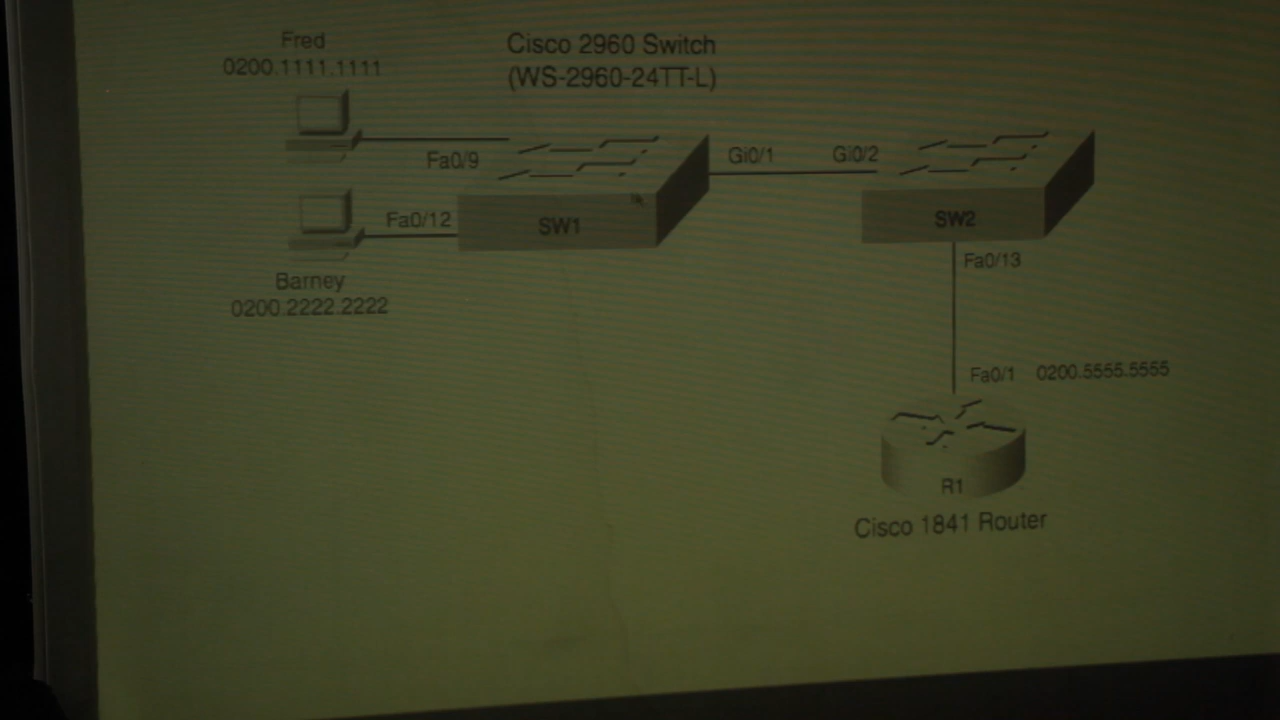 Fred
0200.1111.1111
Cisco 2960 Switch
(WS-2960-24TT-L)
Fa0/9
Gi0/1
Gi0/2
Fa0/12
SW1
SW2
Barney
0200.2222.2222
Fa0/13
Fa0/1
0200.5555.5555
R1
Cisco 1841 Router